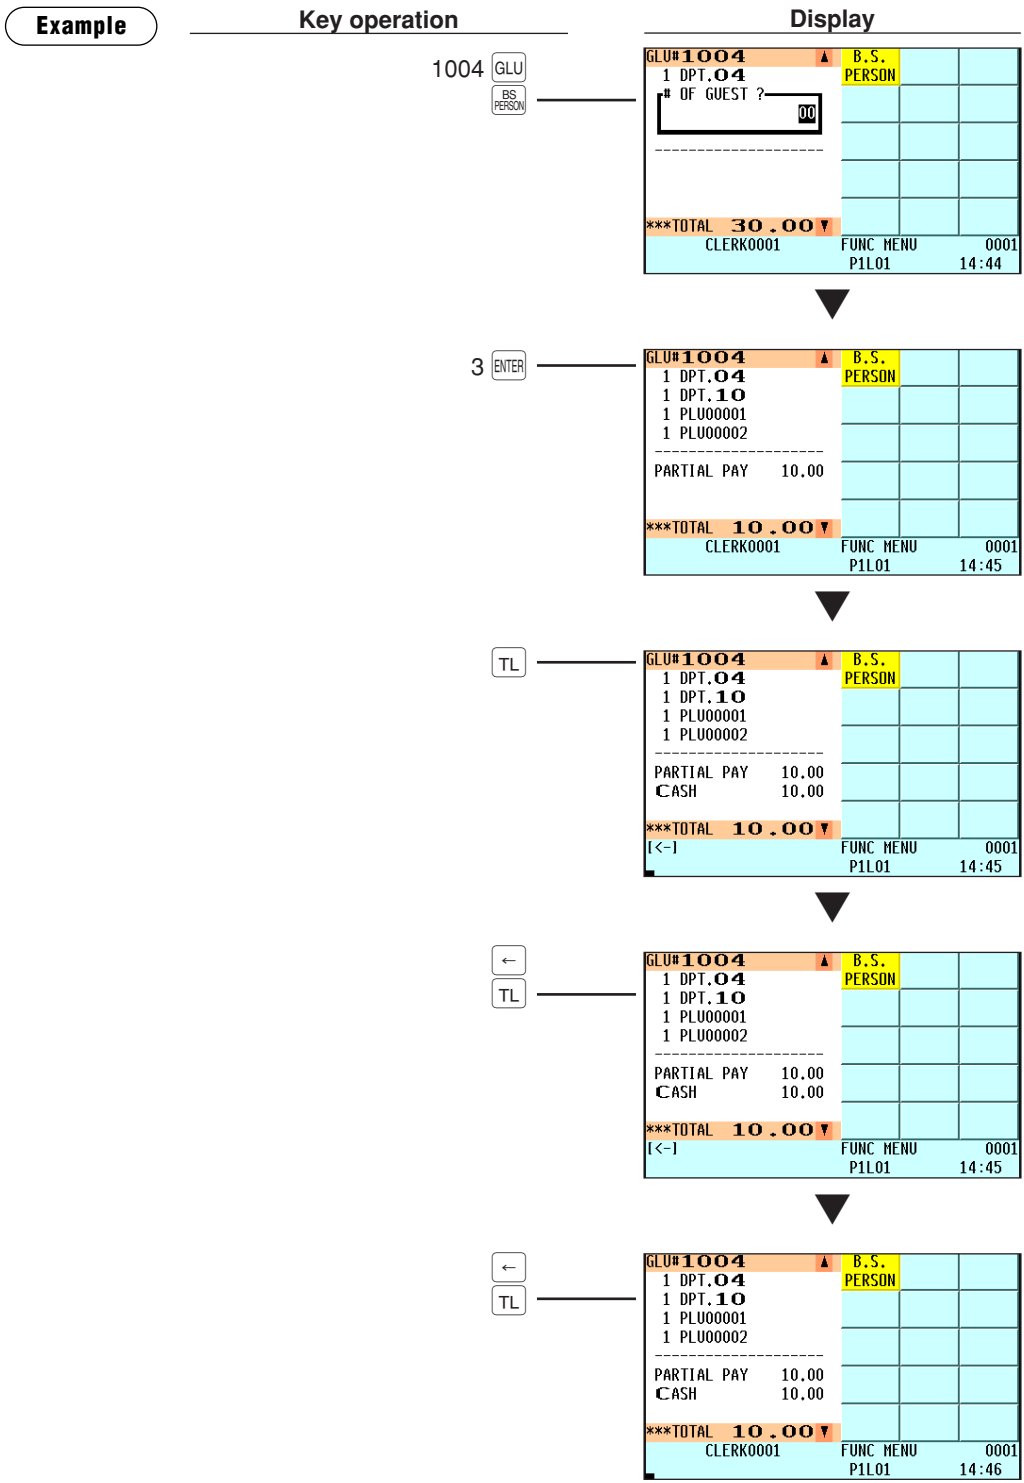 Example
Key operation
Display
1004 GLU
BS PERSON
GLU#1004 ▲
1 DPT.04
# OF GUEST ?
00
--------------------
***TOTAL 30.00 ▼
CLERK0001
B.S.
PERSON
FUNC MENU 0001
P1L01 14:44
3 ENTER
GLU#1004 ▲
1 DPT.04
1 DPT.10
1 PLU00001
1 PLU00002
--------------------
PARTIAL PAY 10.00
***TOTAL 10.00 ▼
CLERK0001
B.S.
PERSON
FUNC MENU 0001
P1L01 14:45
TL
GLU#1004 ▲
1 DPT.04
1 DPT.10
1 PLU00001
1 PLU00002
--------------------
PARTIAL PAY 10.00
CASH 10.00
***TOTAL 10.00 ▼
[<-]
B.S.
PERSON
FUNC MENU 0001
P1L01 14:45
←
TL
GLU#1004 ▲
1 DPT.04
1 DPT.10
1 PLU00001
1 PLU00002
--------------------
PARTIAL PAY 10.00
CASH 10.00
***TOTAL 10.00 ▼
[<-]
B.S.
PERSON
FUNC MENU 0001
P1L01 14:45
←
TL
GLU#1004 ▲
1 DPT.04
1 DPT.10
1 PLU00001
1 PLU00002
--------------------
PARTIAL PAY 10.00
CASH 10.00
***TOTAL 10.00 ▼
CLERK0001
B.S.
PERSON
FUNC MENU 0001
P1L01 14:46